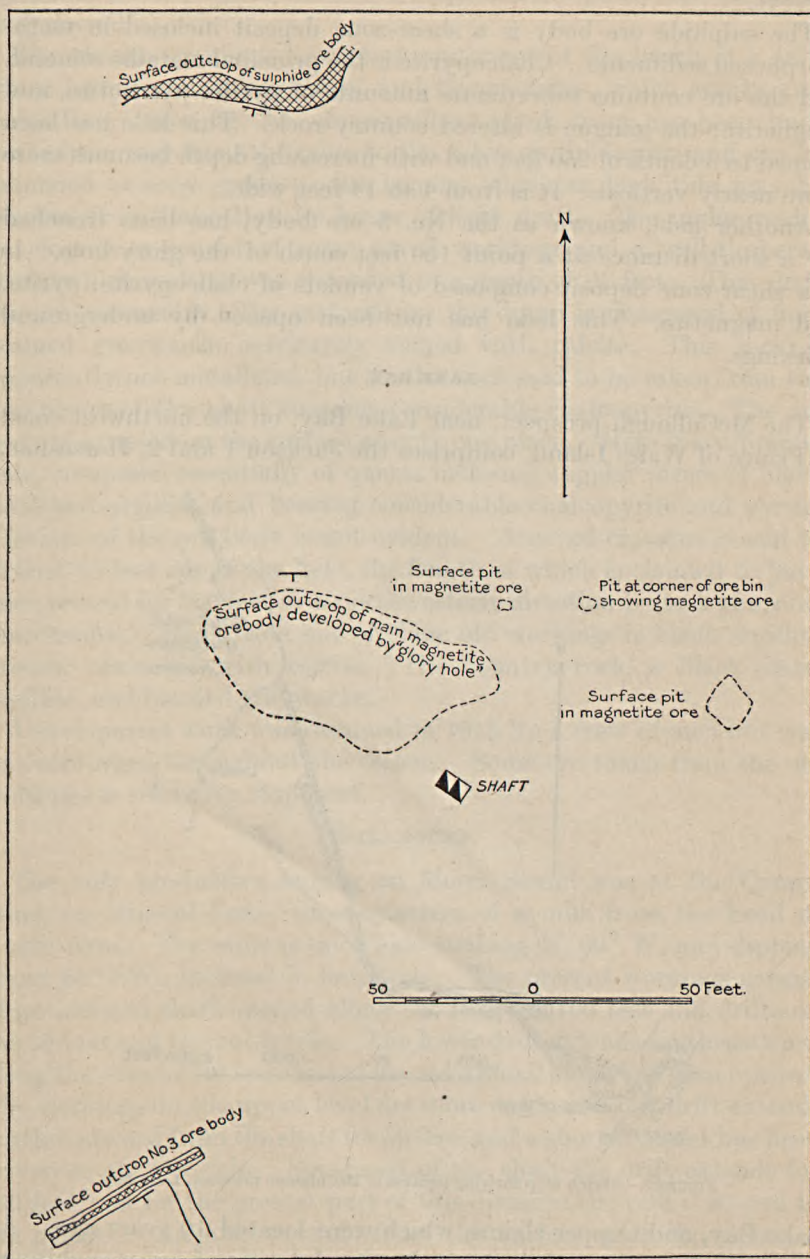 Surface outcrop of sulphide ore body
N
Surface pit
in magnetite ore
Pit at corner of ore bin
showing magnetite ore
Surface outcrop of main magnetite
orebody developed by "glory hole"
Surface pit
in magnetite ore
SHAFT
50 0 50 Feet.
Surface outcrop No.3 ore body